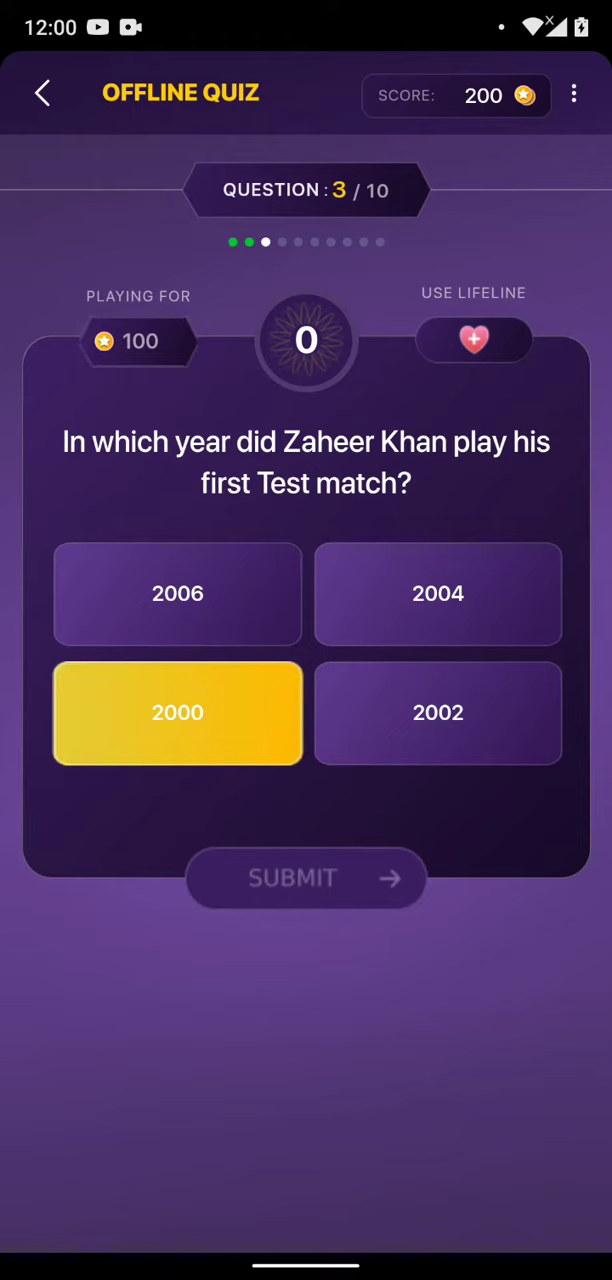 12:00
OFFLINE QUIZ
SCORE: 200
QUESTION : 3 / 10
PLAYING FOR
USE LIFELINE
100
0
In which year did Zaheer Khan play his
first Test match?
2006
2004
2000
2002
SUBMIT